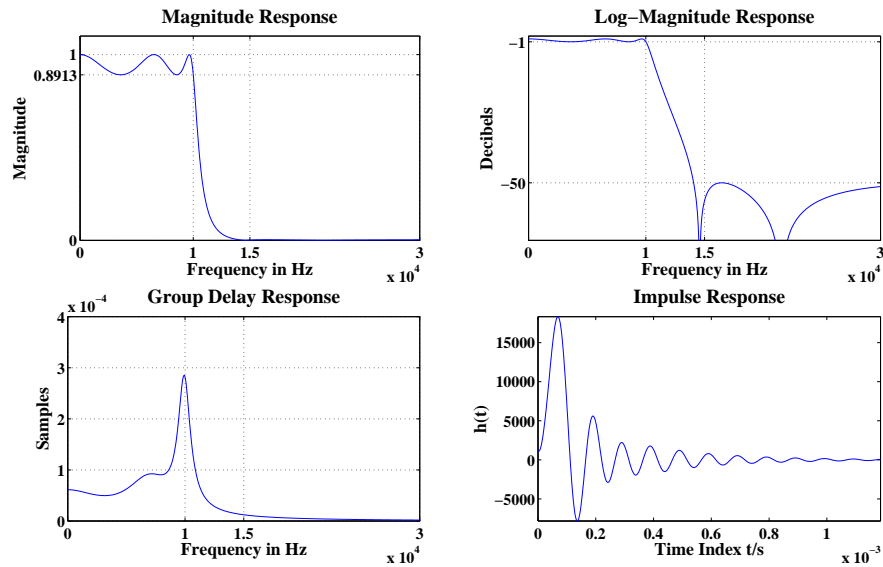 Magnitude Response
1
0.8913
0
Magnitude
0
1
1.5
3
Frequency in Hz
x 10^4
Log−Magnitude Response
−1
−50
Decibels
0
1
1.5
3
Frequency in Hz
x 10^4
Group Delay Response
x 10^−4
4
3
2
1
0
Samples
0
1
1.5
3
Frequency in Hz
x 10^4
Impulse Response
15000
10000
5000
0
−5000
h(t)
0
0.2
0.4
0.6
0.8
1
Time Index t/s
x 10^−3